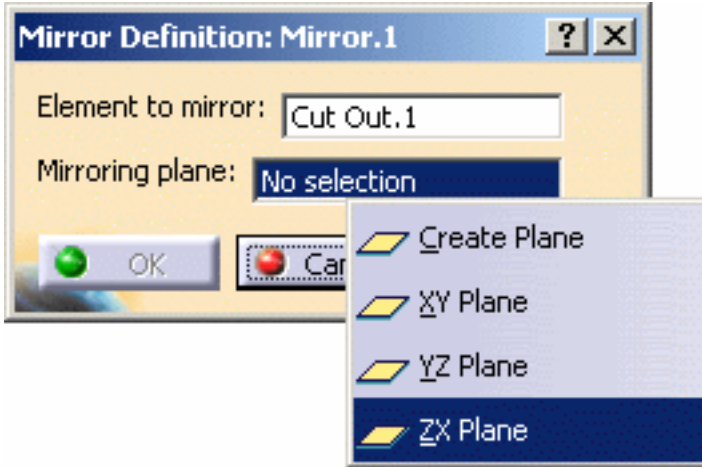 Mirror Definition: Mirror.1
?
Element to mirror: Cut Out.1
Mirroring plane: No selection
Create Plane
OK
XY Plane
YZ Plane
ZX Plane